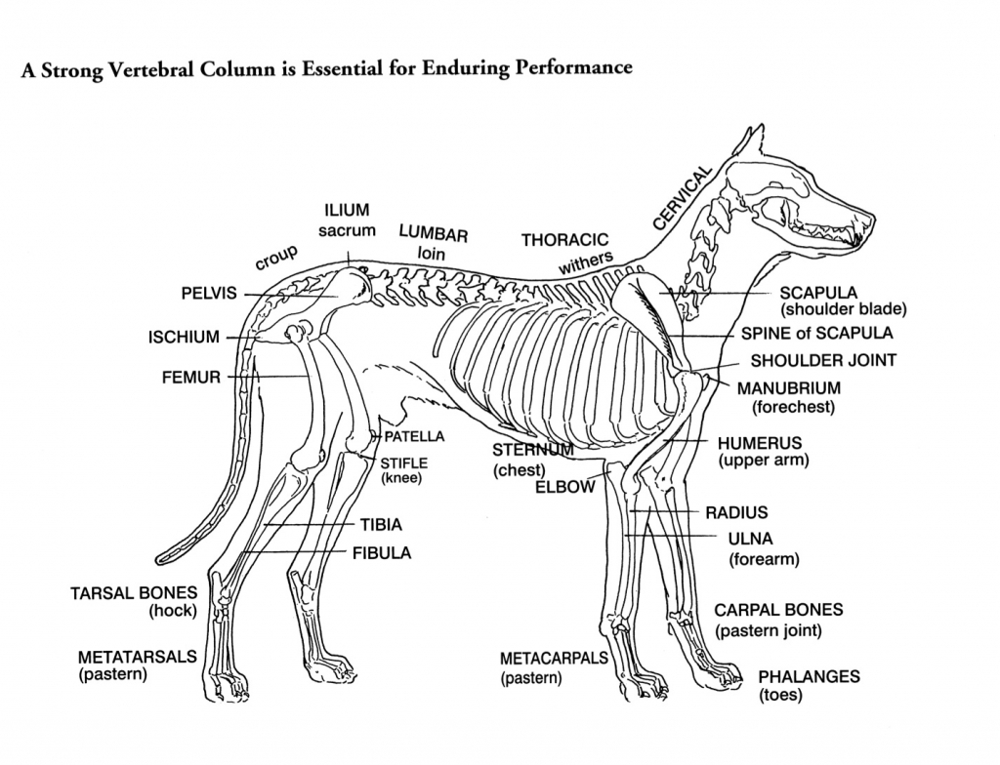 A Strong Vertebral Column is Essential for Enduring Performance
CERVICAL
ILIUM
sacrum
LUMBAR
loin
THORACIC
withers
croup
PELVIS
SCAPULA
(shoulder blade)
ISCHIUM
SPINE of SCAPULA
SHOULDER JOINT
FEMUR
MANUBRIUM
(forechest)
PATELLA
STIFLE
(knee)
STERNUM
(chest)
HUMERUS
(upper arm)
ELBOW
RADIUS
TIBIA
ULNA
(forearm)
FIBULA
TARSAL BONES
(hock)
CARPAL BONES
(pastern joint)
METATARSALS
(pastern)
METACARPALS
(pastern)
PHALANGES
(toes)